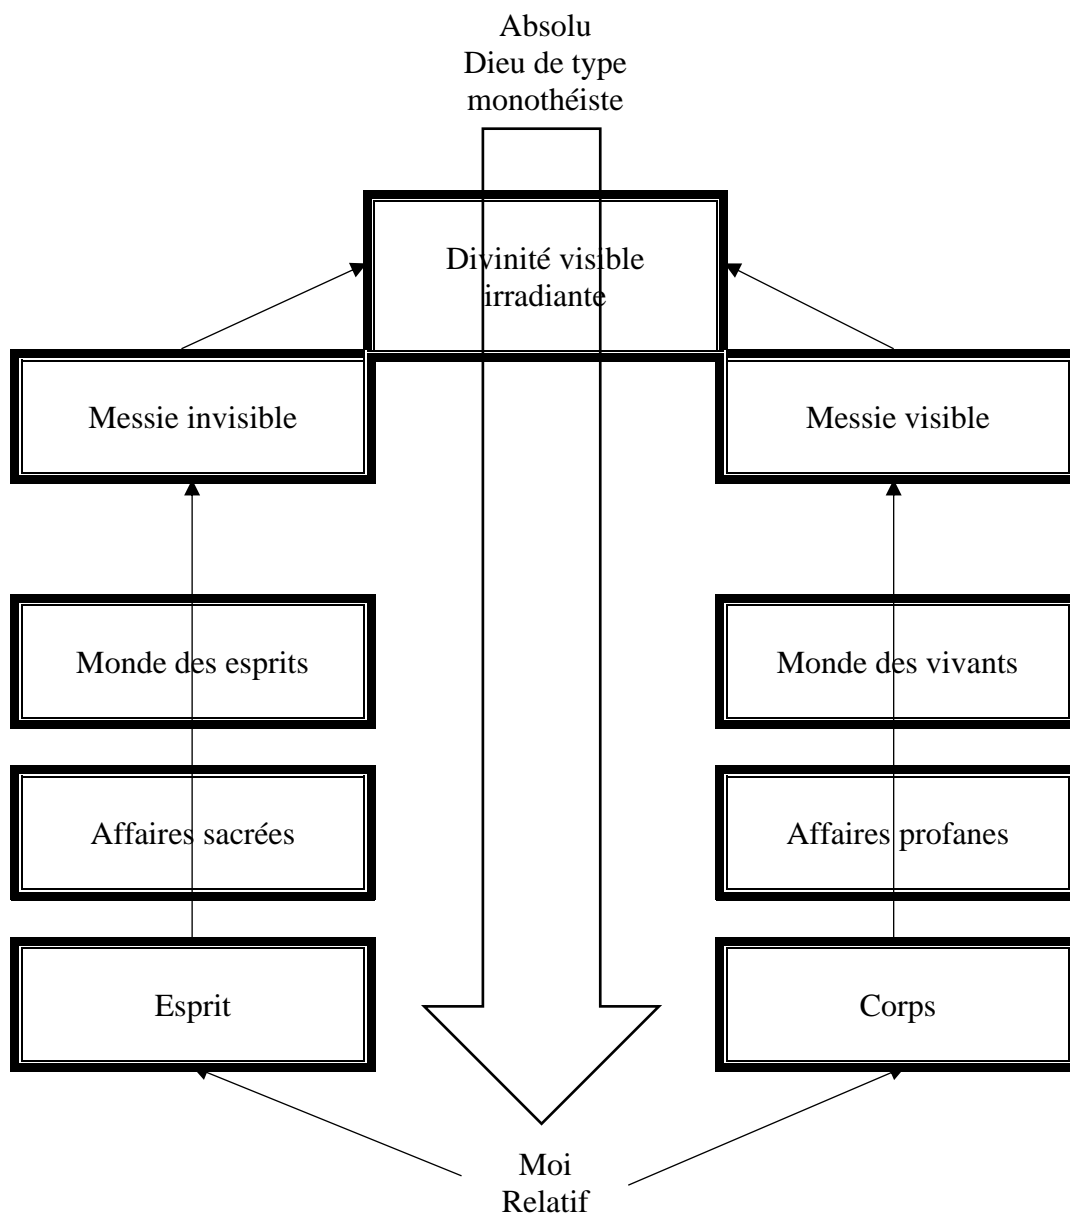 Absolu
Dieu de type
monothéiste
Divinité visible
irradiante
Messie invisible
Messie visible
Monde des esprits
Monde des vivants
Affaires sacrées
Affaires profanes
Esprit
Corps
Moi
Relatif